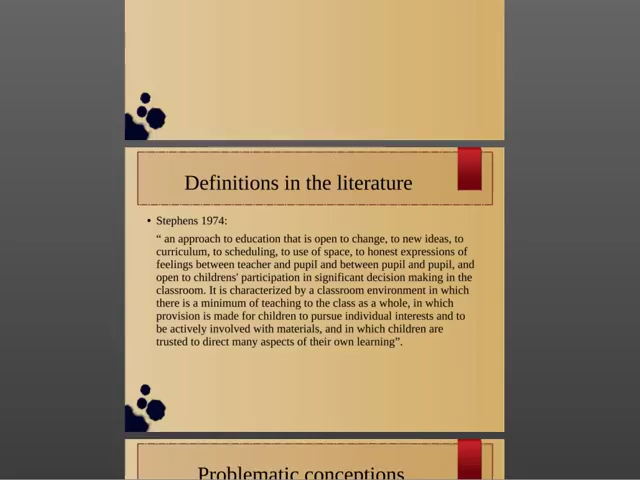 Definitions in the literature
• Stephens 1974:
“ an approach to education that is open to change, to new ideas, to
curriculum, to scheduling, to use of space, to honest expressions of
feelings between teacher and pupil and between pupil and pupil, and
open to childrens' participation in significant decision making in the
classroom. It is characterized by a classroom environment in which
there is a minimum of teaching to the class as a whole, in which
provision is made for children to pursue individual interests and to
be actively involved with materials, and in which children are
trusted to direct many aspects of their own learning”.
Problematic conceptions